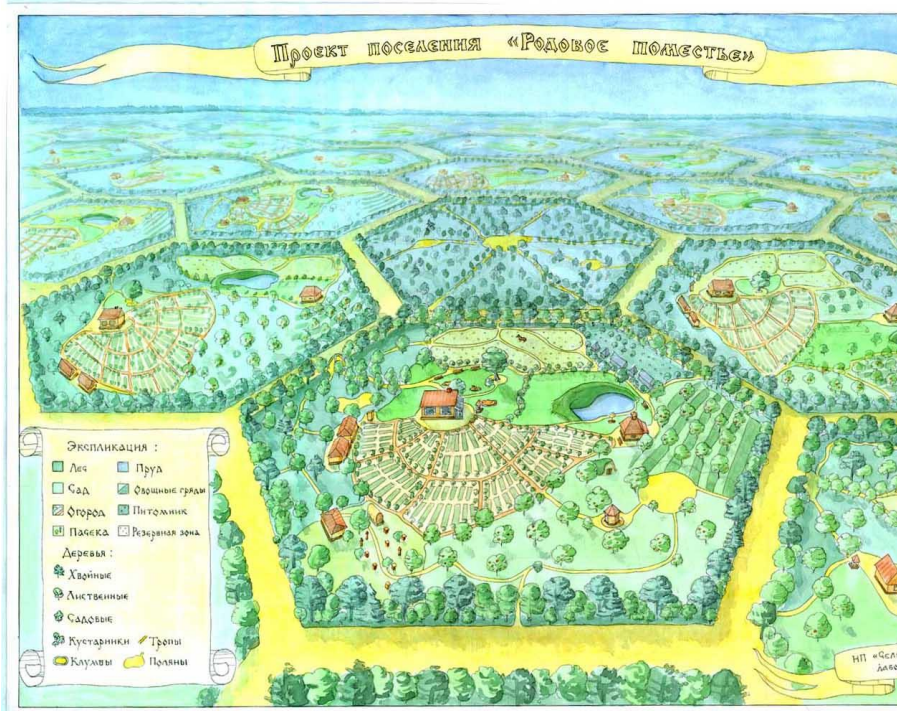 Проект поселения «Родовое поместье»
Экспликация :
Лес
Пруд
Сад
Овощные гряды
Огород
Питомник
Пасека
Резервная зона
Деревья :
Хвойные
Лиственные
Садовые
Кустарники
Тропы
Клумбы
Поляны
НП